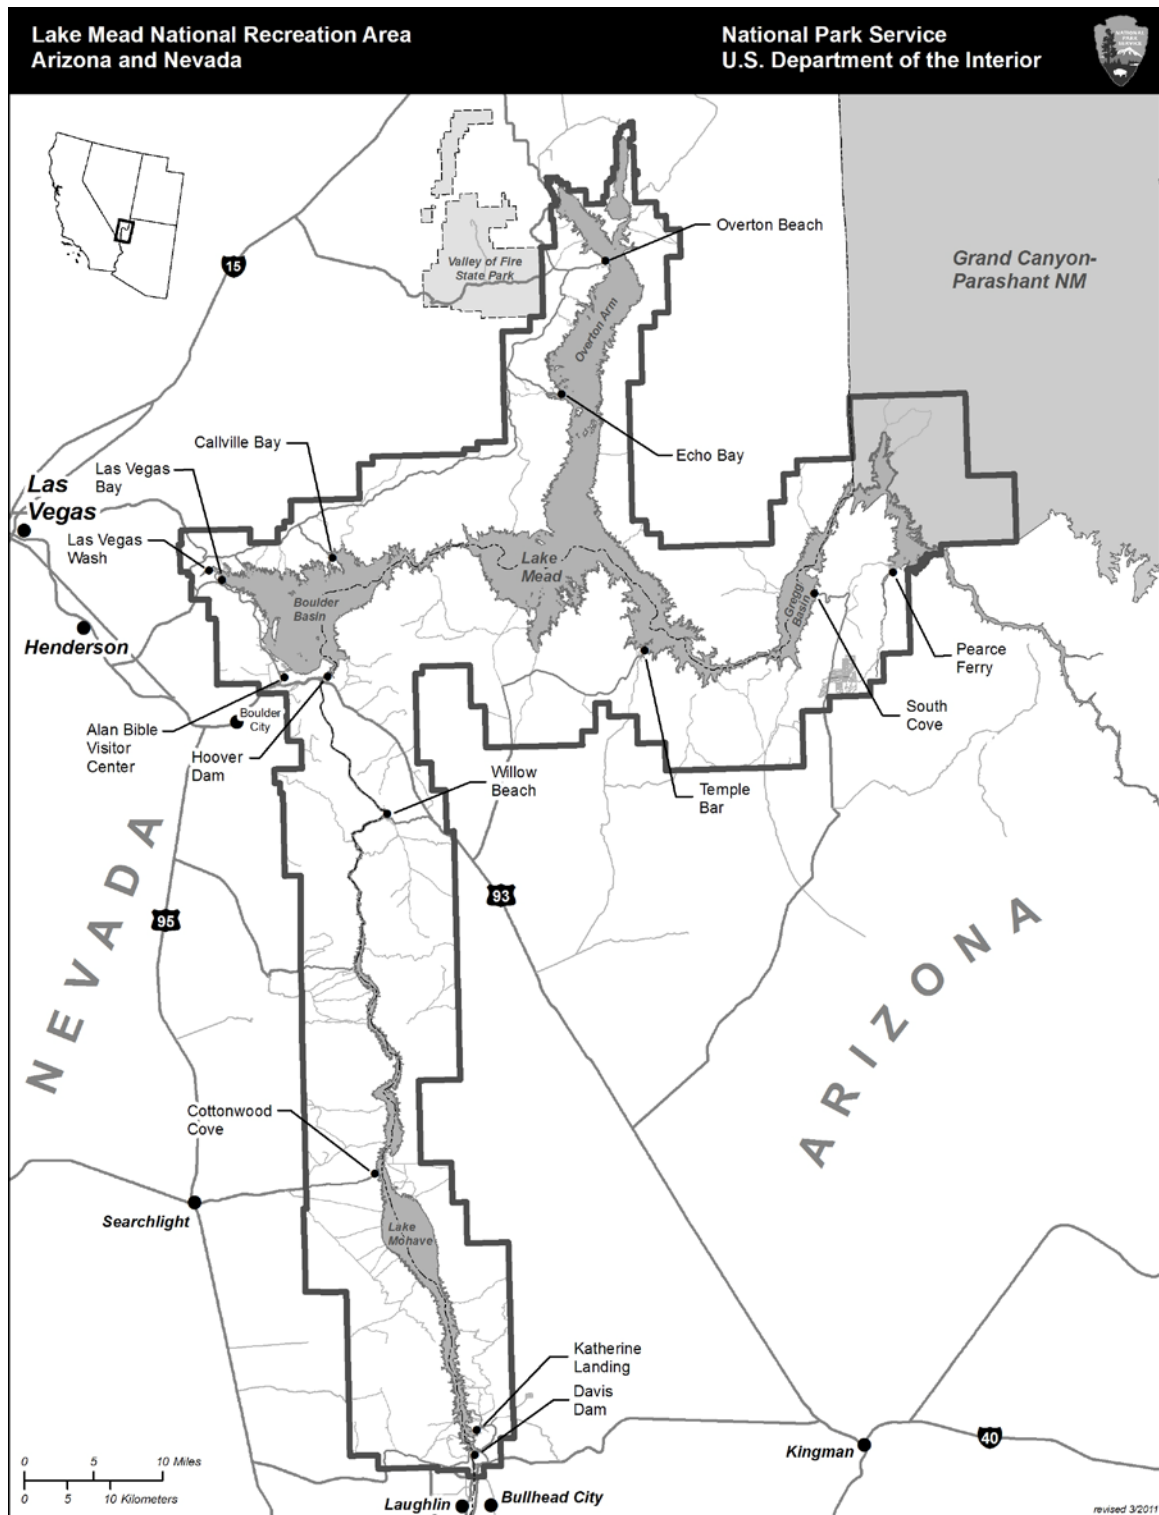 Lake Mead National Recreation Area
Arizona and Nevada
National Park Service
U.S. Department of the Interior
NATIONAL
PARK
SERVICE
15
Valley of Fire
State Park
Overton Beach
Grand Canyon-
Parashant NM
Overton Arm
Callville Bay
Echo Bay
Las Vegas
Bay
Las
Vegas
Las Vegas
Wash
Lake
Mead
Boulder
Basin
Gregg
Basin
Henderson
Pearce
Ferry
South
Cove
Boulder
City
Alan Bible
Visitor
Center
Hoover
Dam
Willow
Beach
Temple
Bar
NEVADA
95
93
ARIZONA
Cottonwood
Cove
Searchlight
Lake
Mohave
Katherine
Landing
Davis
Dam
Kingman
40
0 5 10 Miles
0 5 10 Kilometers
Laughlin
Bullhead City
revised 3/2011